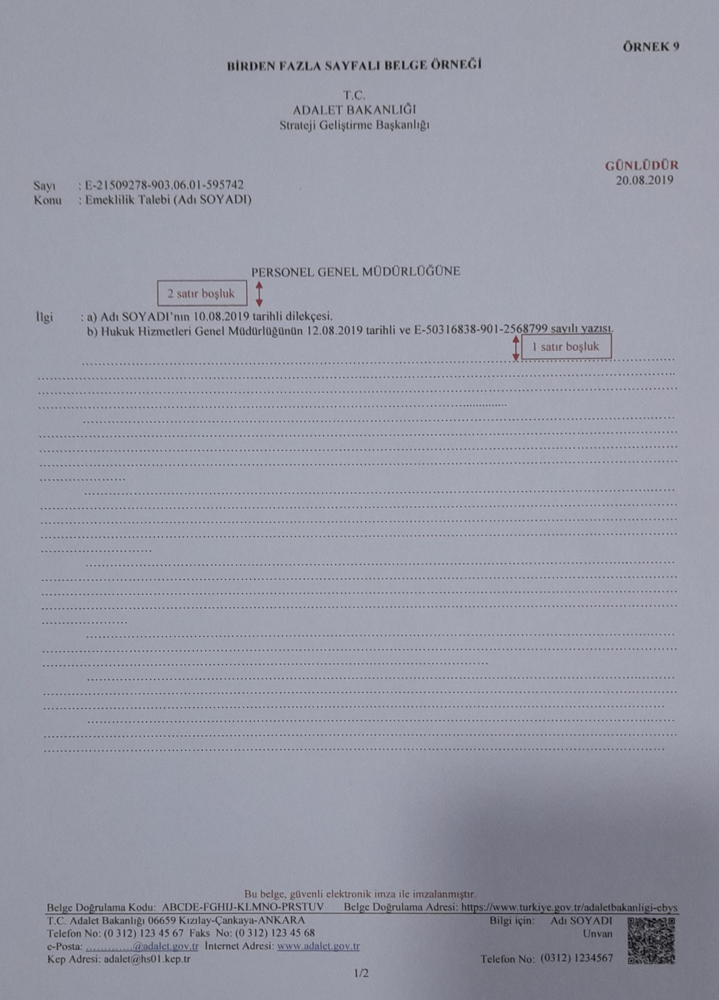 ÖRNEK 9
BİRDEN FAZLA SAYFALI BELGE ÖRNEĞİ
T.C.
ADALET BAKANLIĞI
Strateji Geliştirme Başkanlığı
GÜNLÜDÜR
Sayı : E-21509278-903.06.01-595742 20.08.2019
Konu : Emeklilik Talebi (Adı SOYADI)
PERSONEL GENEL MÜDÜRLÜĞÜNE
2 satır boşluk
İlgi : a) Adı SOYADI'nın 10.08.2019 tarihli dilekçesi.
b) Hukuk Hizmetleri Genel Müdürlüğünün 12.08.2019 tarihli ve E-50316838-901-2568799 sayılı yazısı.
1 satır boşluk
Bu belge, güvenli elektronik imza ile imzalanmıştır.
Belge Doğrulama Kodu: ABCDE-FGHIJ-KLMNO-PRSTUV Belge Doğrulama Adresi: https://www.turkiye.gov.tr/adaletbakanligi-ebys
T.C. Adalet Bakanlığı 06659 Kızılay-Çankaya-ANKARA Bilgi için: Adı SOYADI
Telefon No: (0 312) 123 45 67 Faks No: (0 312) 123 45 68 Unvan
e-Posta: ............@adalet.gov.tr İnternet Adresi: www.adalet.gov.tr
Kep Adresi: adalet@hs01.kep.tr Telefon No: (0312) 1234567
1/2